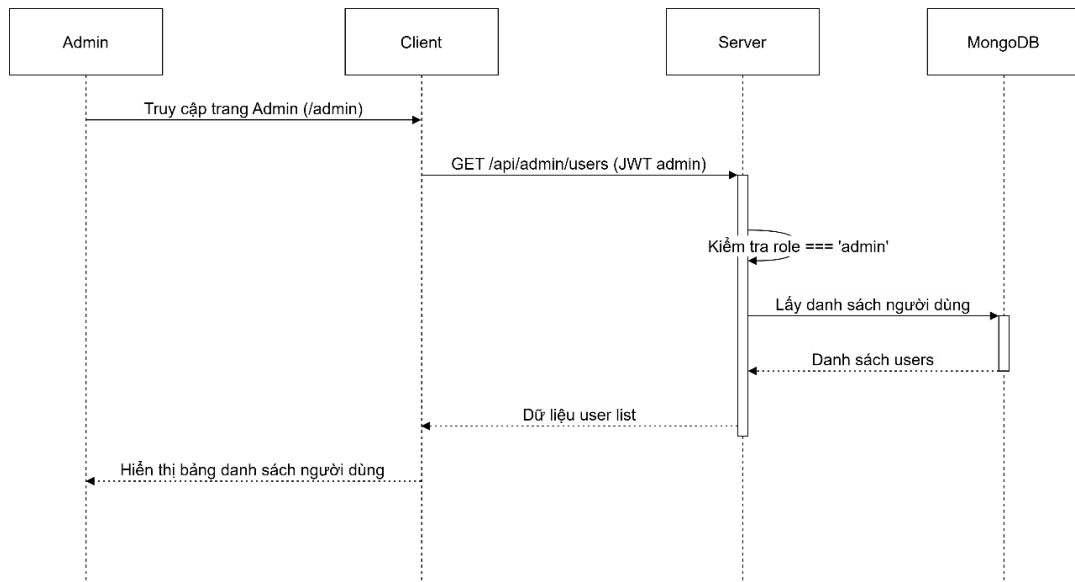 Admin
Client
Server
MongoDB
Truy cập trang Admin (/admin)
GET /api/admin/users (JWT admin)
Kiểm tra role === 'admin'
Lấy danh sách người dùng
Danh sách users
Dữ liệu user list
Hiển thị bảng danh sách người dùng